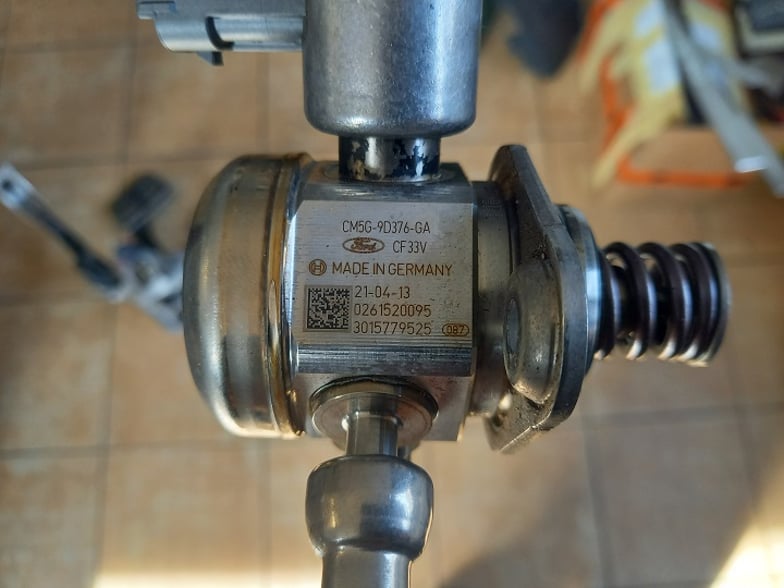 CM5G-9D376-GA
Ford CF33V
MADE IN GERMANY
21-04-13
0261520095
3015779525 087